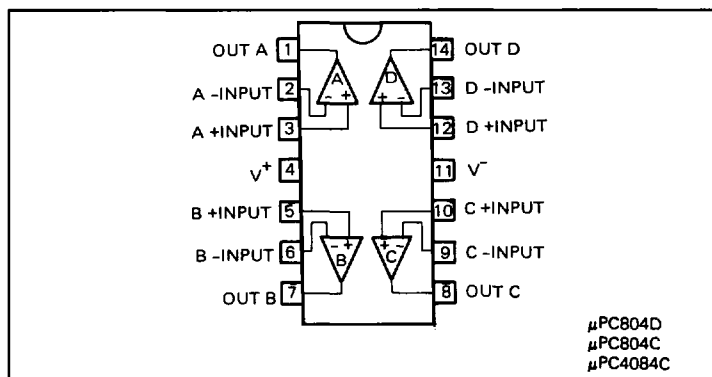 OUT A 1 14 OUT D
A D
A -INPUT 2 - + + - 13 D -INPUT
A +INPUT 3 12 D +INPUT
V+ 4 11 V-
B +INPUT 5 10 C +INPUT
B -INPUT 6 - + + - 9 C -INPUT
B C
OUT B 7 8 OUT C
μPC804D
μPC804C
μPC4084C